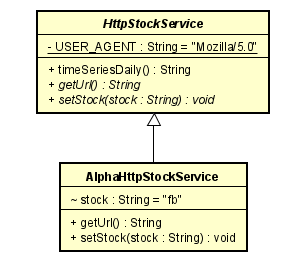 HttpStockService
- USER_AGENT : String = "Mozilla/5.0"
+ timeSeriesDaily() : String
+ getUrl() : String
+ setStock(stock : String) : void
AlphaHttpStockService
~ stock : String = "fb"
+ getUrl() : String
+ setStock(stock : String) : void